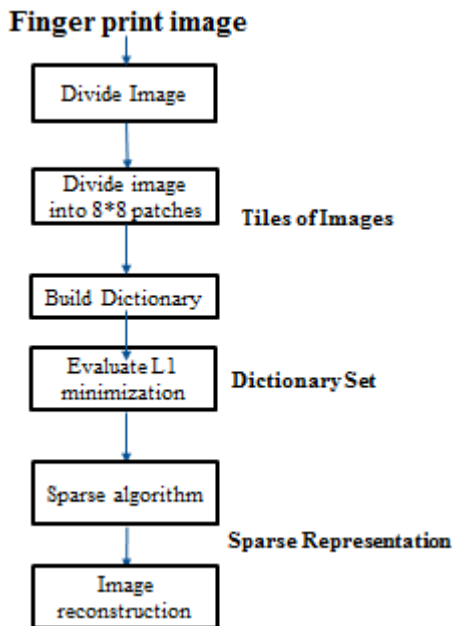 Finger print image
Divide Image
Divide image
into 8*8 patches
Tiles of Images
Build Dictionary
Evaluate L1
minimization
Dictionary Set
Sparse algorithm
Sparse Representation
Image
reconstruction